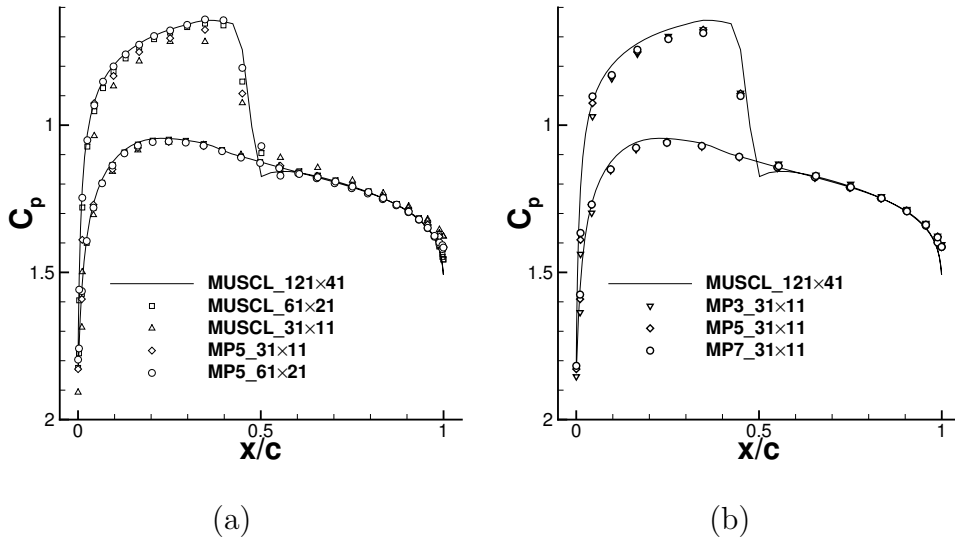 1
1.5
2
C_p
0
0.5
1
x/c
MUSCL_121×41
MUSCL_61×21
MUSCL_31×11
MP5_31×11
MP5_61×21
(a)
1
1.5
2
C_p
0
0.5
1
x/c
MUSCL_121×41
MP3_31×11
MP5_31×11
MP7_31×11
(b)